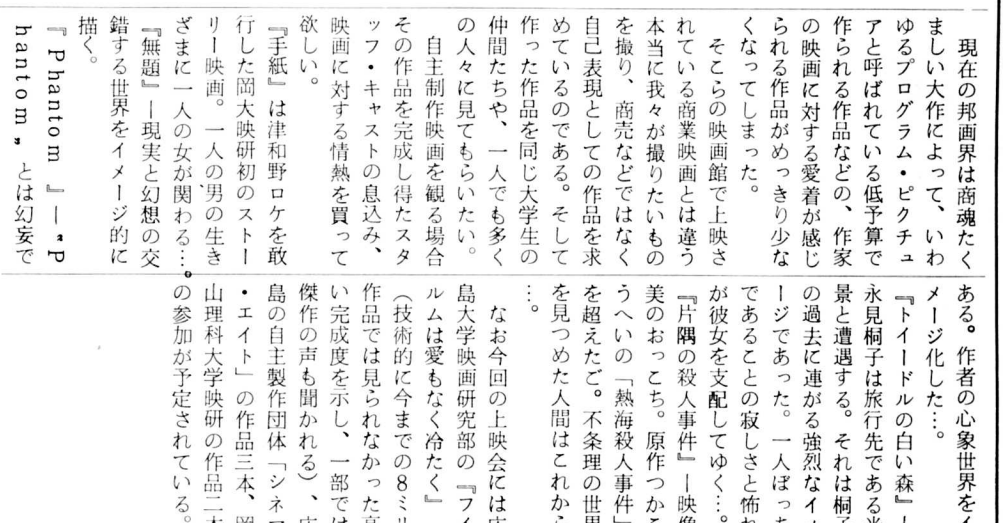 現在の邦画界は商魂たく
ましい大作によって、いわ
ゆるプログラム・ピクチュ
アと呼ばれている低予算で
作られる作品などの、作家
の映画に対する愛着が感じ
られる作品がめっきり少な
くなってしまった。
そこらの映画館で上映さ
れている商業映画とは違う
本当に我々が撮りたいもの
を撮り、商売などではなく
自己表現としての作品を求
めているのである。そして
作った作品を同じ大学生の
仲間たちや、一人でも多く
の人々に見てもらいたい。
自主制作映画を観る場合
その作品を完成し得たスタ
ッフ・キャストの息込み、
映画に対する情熱を買って
欲しい。
『手紙』は津和野ロケを敢
行した岡大映研初のストー
リー映画。一人の男の生き
ざまに一人の女が関わる…。
『無題』―現実と幻想の交
錯する世界をイメージ的に
描く。
『Phantom』―〝P
hantom〟とは幻妄で
ある。作者の心象世界をイ
メージ化した…。
『トイードルの白い森』―
永見桐子は旅行先である光
景と遭遇する。それは桐子
の過去に連がる強烈なイメ
ージであった。一人ぼっち
であることの寂しさと怖れ
が彼女を支配してゆく…。
『片隅の殺人事件』―映像
美のおっこち。原作つかこ
うへいの「熱海殺人事件」
を超えたご。不条理の世界
を見つめた人間はこれから
…。
なお今回の上映会には広
島大学映画研究部の『フィ
ルムは愛もなく冷たく』
(技術的に今までの8ミリ
作品では見られなかった高
い完成度を示し、一部では
傑作の声も聞かれる)、広
島の自主製作団体「シネマ
・エイト」の作品三本、岡
山理科大学映研の作品二本
の参加が予定されている。